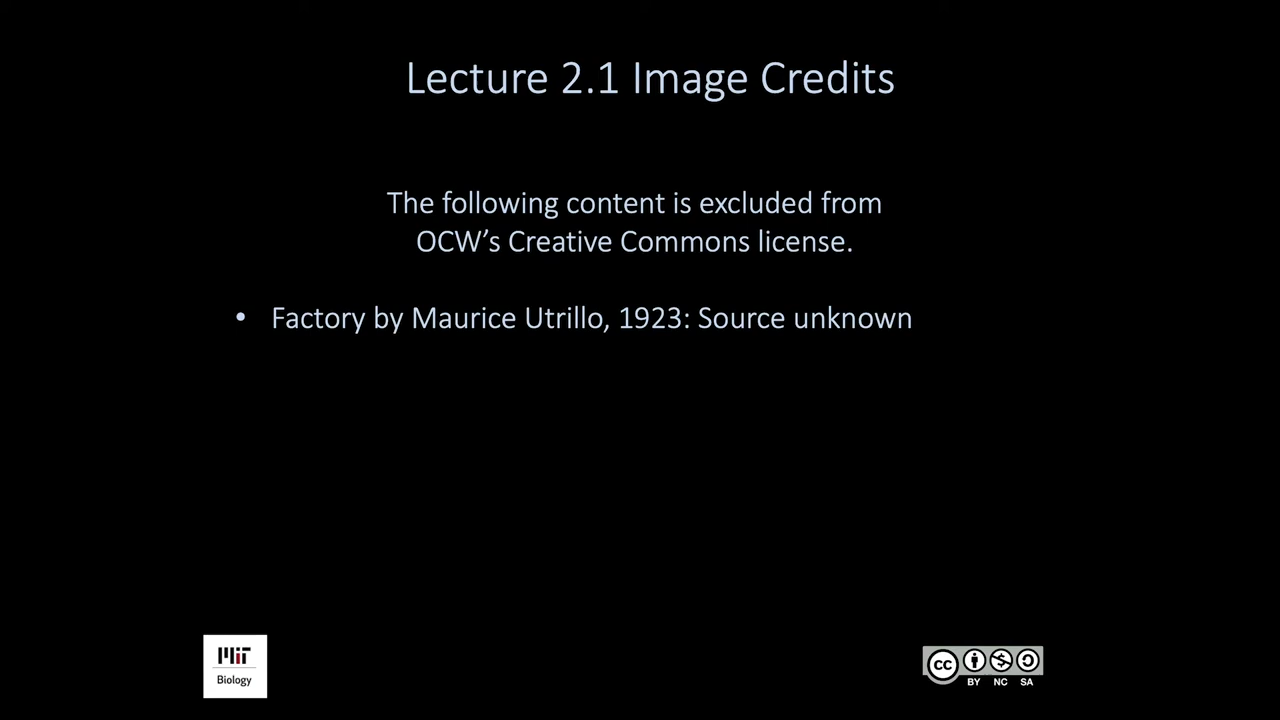 Lecture 2.1 Image Credits
The following content is excluded from
OCW’s Creative Commons license.
• Factory by Maurice Utrillo, 1923: Source unknown
MIT
Biology
cc
BY NC SA